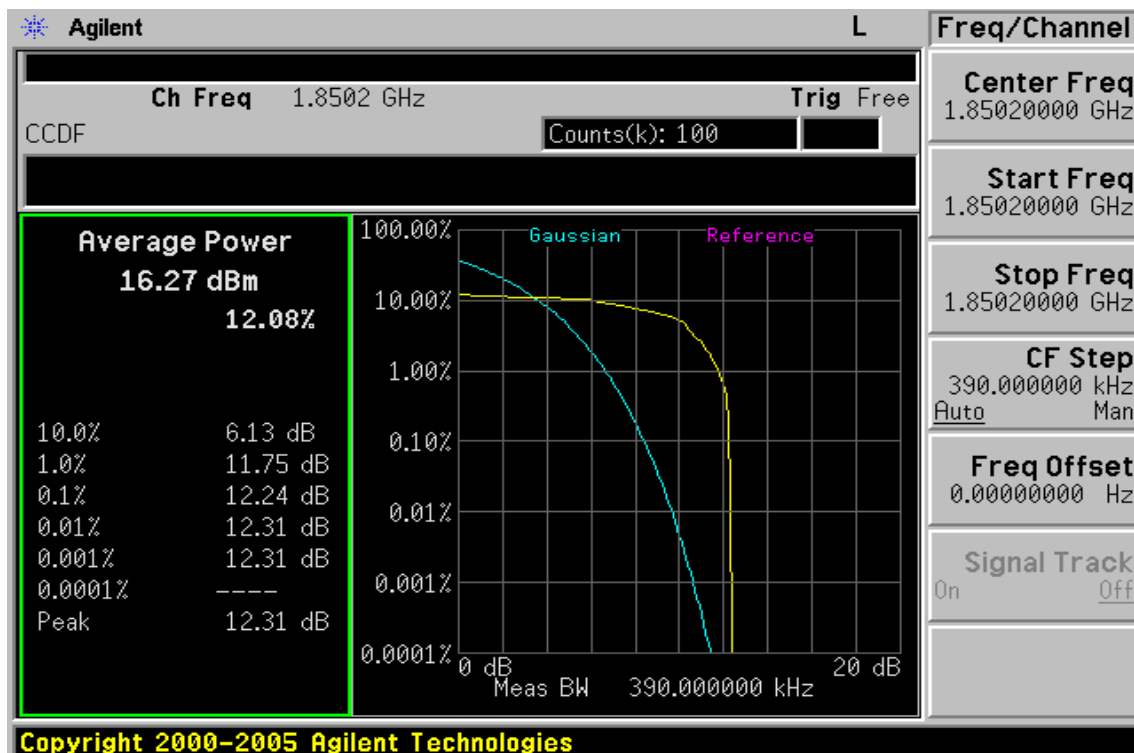 Agilent L Freq/Channel
Ch Freq 1.8502 GHz Trig Free
CCDF Counts(k): 100
Average Power
16.27 dBm
12.08%
10.0% 6.13 dB
1.0% 11.75 dB
0.1% 12.24 dB
0.01% 12.31 dB
0.001% 12.31 dB
0.0001% ----
Peak 12.31 dB
100.00%
Gaussian Reference
10.00%
1.00%
0.10%
0.01%
0.001%
0.0001%
0 dB 20 dB
Meas BW 390.000000 kHz
Center Freq
1.85020000 GHz
Start Freq
1.85020000 GHz
Stop Freq
1.85020000 GHz
CF Step
390.000000 kHz
Auto Man
Freq Offset
0.00000000 Hz
Signal Track
On Off
Copyright 2000-2005 Agilent Technologies